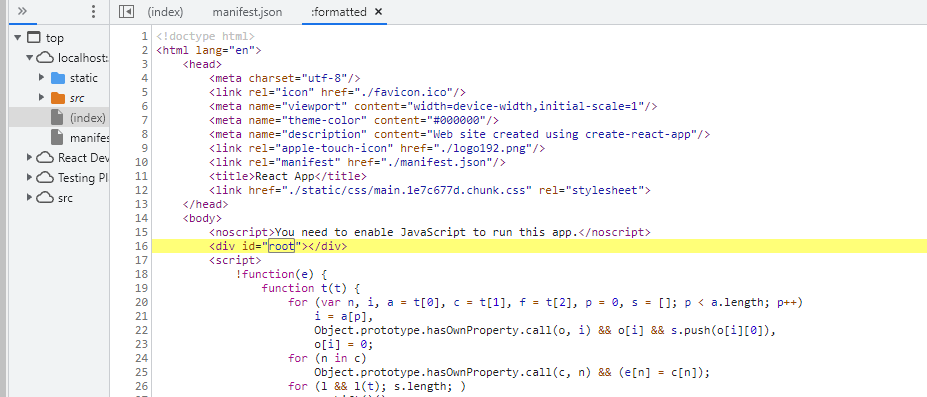 »
(index)
manifest.json
:formatted ×
top
localhost:
static
src
(index)
manifes
React Dev
Testing Pl
src
1 <!doctype html>
2 <html lang="en">
3 <head>
4 <meta charset="utf-8"/>
5 <link rel="icon" href="./favicon.ico"/>
6 <meta name="viewport" content="width=device-width,initial-scale=1"/>
7 <meta name="theme-color" content="#000000"/>
8 <meta name="description" content="Web site created using create-react-app"/>
9 <link rel="apple-touch-icon" href="./logo192.png"/>
10 <link rel="manifest" href="./manifest.json"/>
11 <title>React App</title>
12 <link href="./static/css/main.1e7c677d.chunk.css" rel="stylesheet">
13 </head>
14 <body>
15 <noscript>You need to enable JavaScript to run this app.</noscript>
16 <div id="root"></div>
17 <script>
18 !function(e) {
19 function t(t) {
20 for (var n, i, a = t[0], c = t[1], f = t[2], p = 0, s = []; p < a.length; p++)
21 i = a[p],
22 Object.prototype.hasOwnProperty.call(o, i) && o[i] && s.push(o[i][0]),
23 o[i] = 0;
24 for (n in c)
25 Object.prototype.hasOwnProperty.call(c, n) && (e[n] = c[n]);
26 for (l && l(t); s.length; )